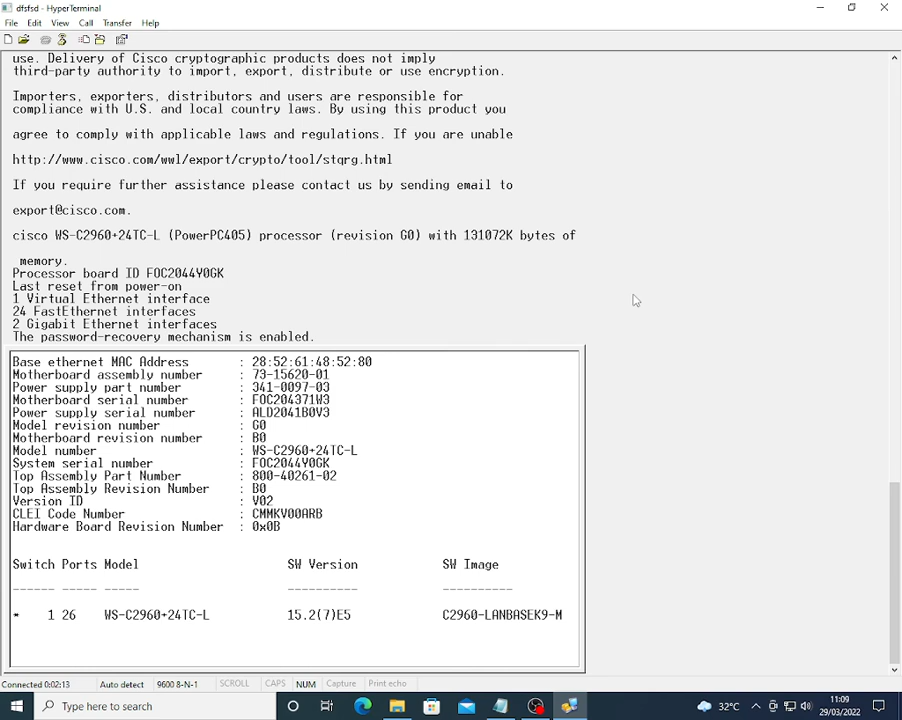 dfsfsd - HyperTerminal
File Edit View Call Transfer Help
use. Delivery of Cisco cryptographic products does not imply
third-party authority to import, export, distribute or use encryption.
Importers, exporters, distributors and users are responsible for
compliance with U.S. and local country laws. By using this product you
agree to comply with applicable laws and regulations. If you are unable
http://www.cisco.com/wwl/export/crypto/tool/stqrg.html
If you require further assistance please contact us by sending email to
export@cisco.com.
cisco WS-C2960+24TC-L (PowerPC405) processor (revision G0) with 131072K bytes of
memory.
Processor board ID FOC2044Y0GK
Last reset from power-on
1 Virtual Ethernet interface
24 FastEthernet interfaces
2 Gigabit Ethernet interfaces
The password-recovery mechanism is enabled.
Base ethernet MAC Address : 28:52:61:48:52:80
Motherboard assembly number : 73-15620-01
Power supply part number : 341-0097-03
Motherboard serial number : FOC204371W3
Power supply serial number : ALD2041B0V3
Model revision number : G0
Motherboard revision number : B0
Model number : WS-C2960+24TC-L
System serial number : FOC2044Y0GK
Top Assembly Part Number : 800-40261-02
Top Assembly Revision Number : B0
Version ID : V02
CLEI Code Number : CMMKV00ARB
Hardware Board Revision Number : 0x0B
Switch Ports Model SW Version SW Image
------ ----- ----- ---------- ----------
* 1 26 WS-C2960+24TC-L 15.2(7)E5 C2960-LANBASEK9-M
Connected 0:02:13 Auto detect 9600 8-N-1 SCROLL CAPS NUM Capture Print echo
Type here to search 32°C 11:09
29/03/2022